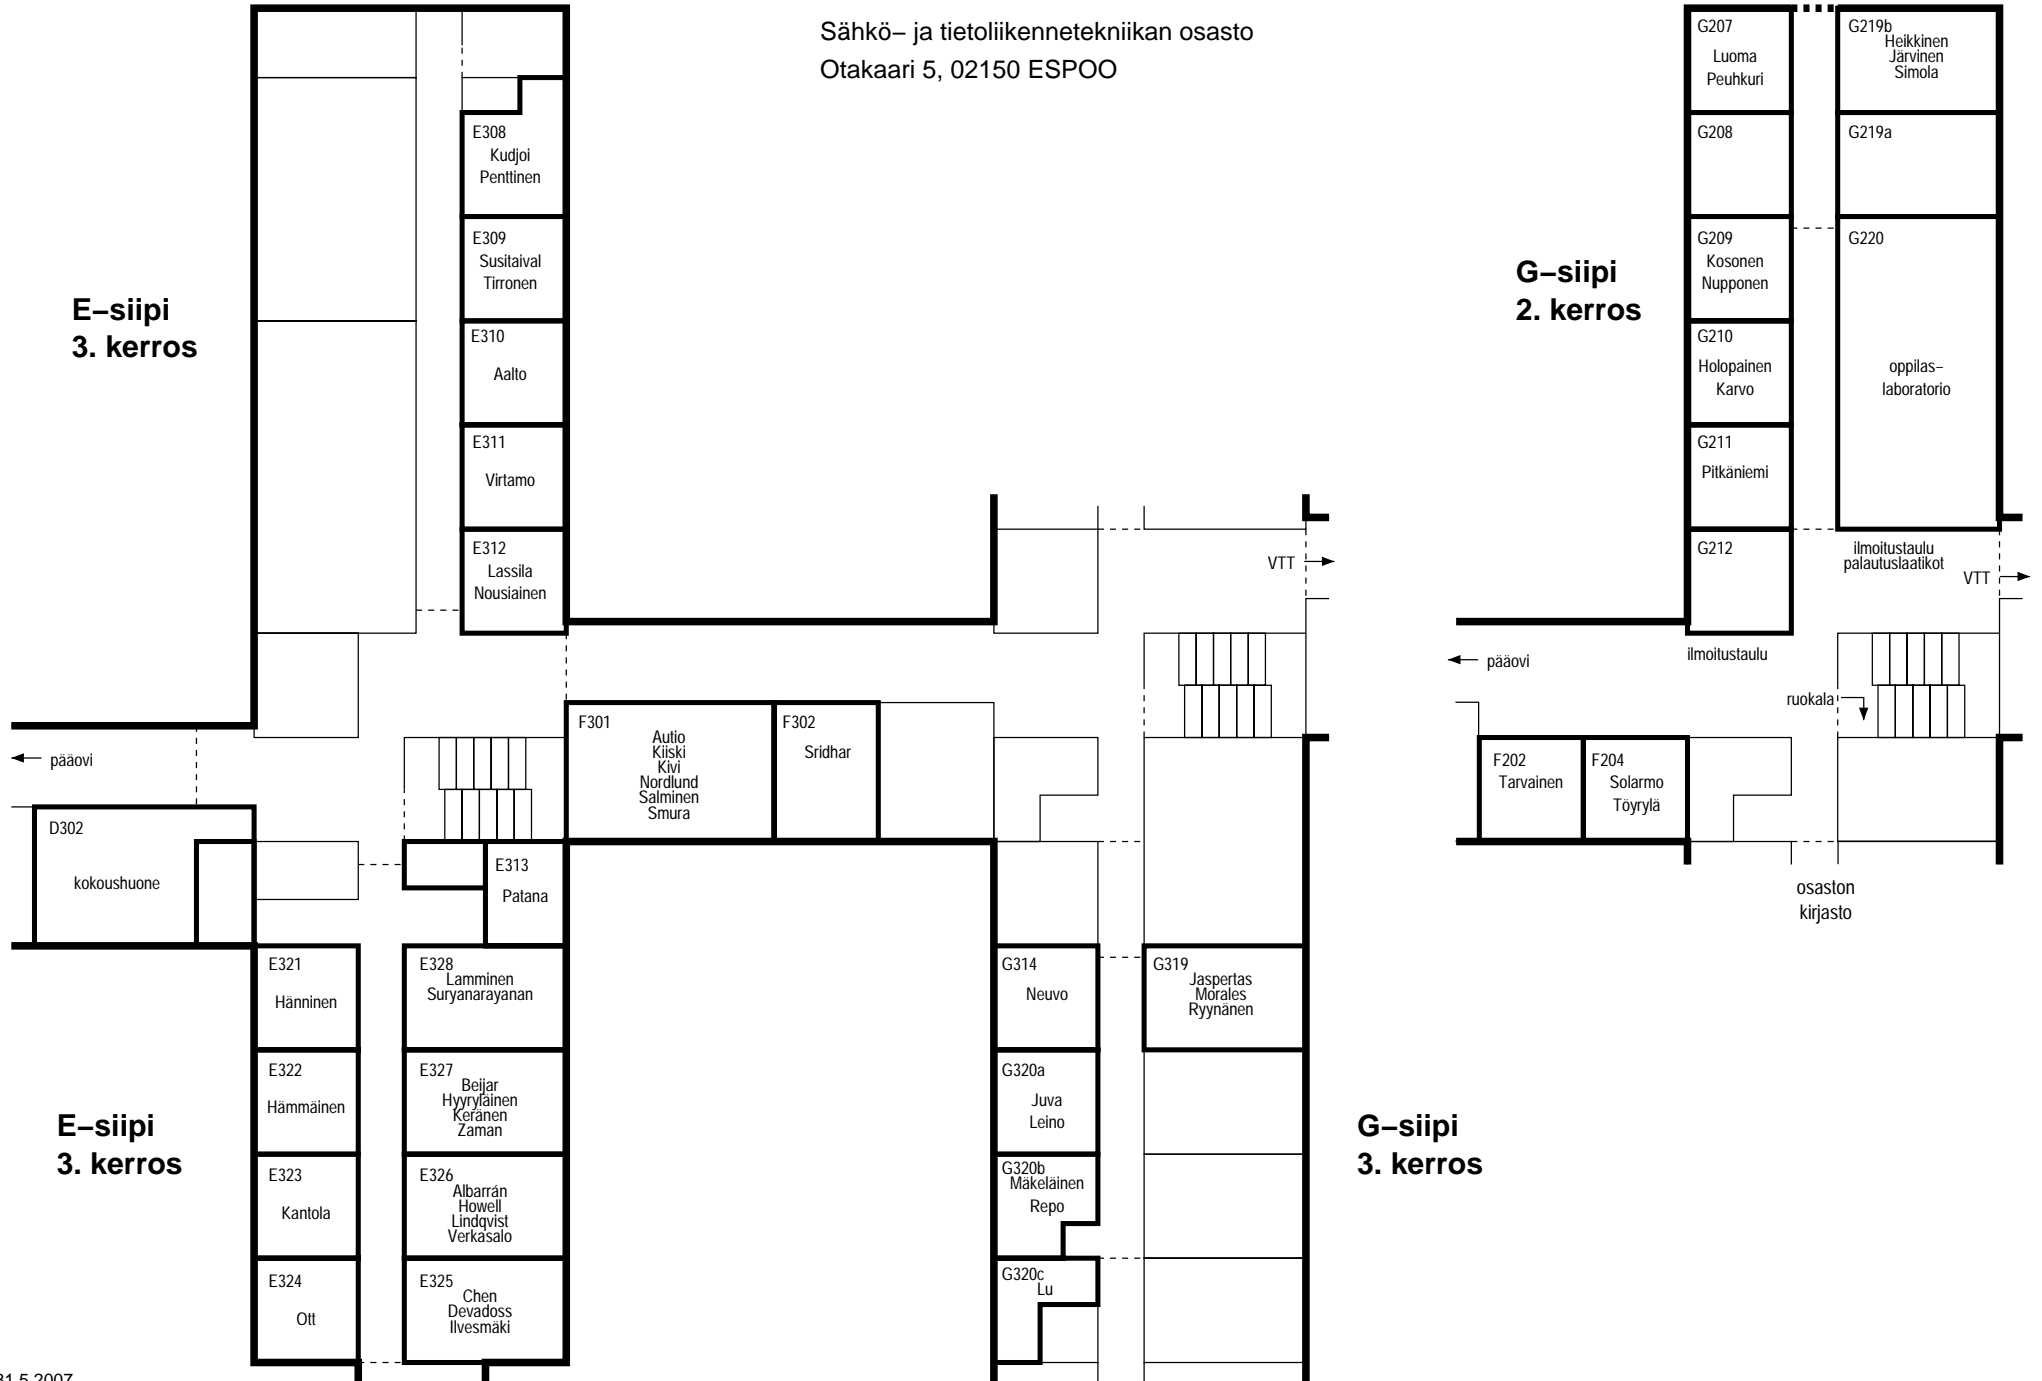 Sähkö– ja tietoliikennetekniikan osasto
Otakaari 5, 02150 ESPOO
E–siipi
3. kerros
E308
Kudjoi
Penttinen
E309
Susitaival
Tirronen
E310
Aalto
E311
Virtamo
E312
Lassila
Nousiainen
pääovi
D302
kokoushuone
F301
Autio
Kiiski
Kivi
Nordlund
Salminen
Smura
F302
Sridhar
VTT
E313
Patana
E321
Hänninen
E328
Lamminen
Suryanarayanan
E322
Hämmäinen
E327
Beijar
Hyyryläinen
Keränen
Zaman
E–siipi
3. kerros
E323
Kantola
E326
Albarrán
Howell
Lindqvist
Verkasalo
E324
Ott
E325
Chen
Devadoss
Ilvesmäki
G314
Neuvo
G319
Jaspertas
Morales
Ryynänen
G320a
Juva
Leino
G320b
Mäkeläinen
Repo
G320c
Lu
G–siipi
3. kerros
G–siipi
2. kerros
G207
Luoma
Peuhkuri
G219b
Heikkinen
Järvinen
Simola
G208
G219a
G209
Kosonen
Nupponen
G220
oppilas–
laboratorio
G210
Holopainen
Karvo
G211
Pitkäniemi
G212
ilmoitustaulu
palautuslaatikot
VTT
pääovi
ilmoitustaulu
ruokala
F202
Tarvainen
F204
Solarmo
Töyrylä
osaston
kirjasto
31.5.2007